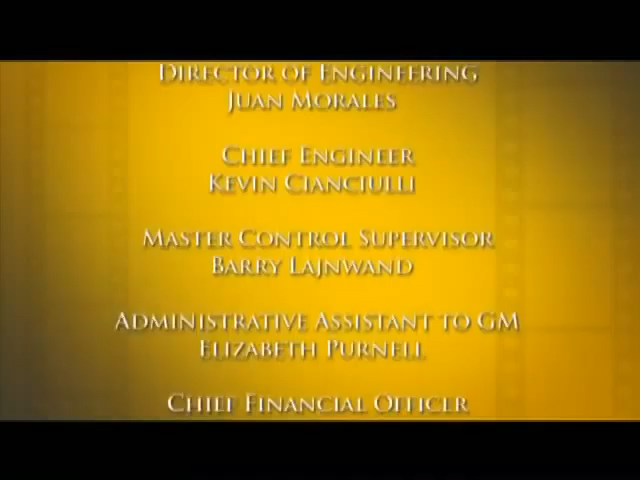 Director of Engineering
Juan Morales
Chief Engineer
Kevin Cianciulli
Master Control Supervisor
Barry Lajnwand
Administrative Assistant to GM
Elizabeth Purnell
Chief Financial Officer